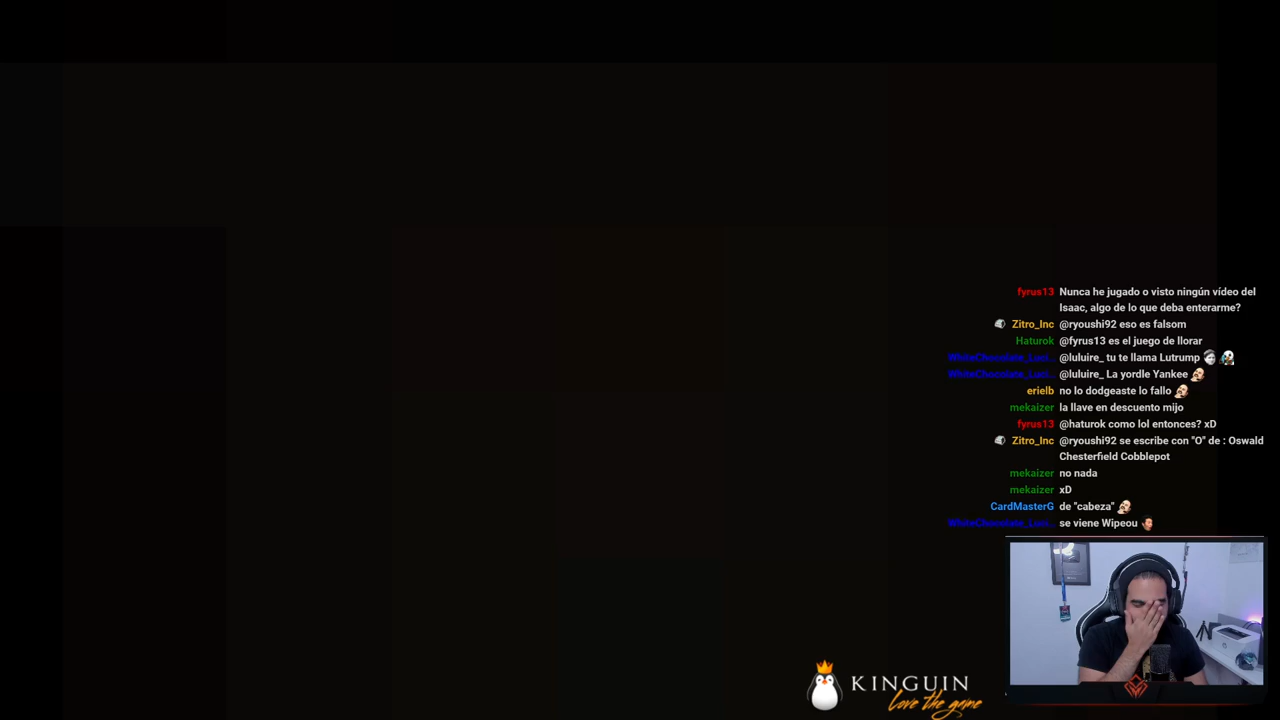 fyrus13 Nunca he jugado o visto ningún vídeo del
Isaac, algo de lo que deba enterarme?
Zitro_Inc @ryoushi92 eso es falsom
Haturok @fyrus13 es el juego de llorar
WhiteChocolate_Luci... @luluire_ tu te llama Lutrump
WhiteChocolate_Luci... @luluire_ La yordle Yankee
erielb no lo dodgeaste lo fallo
mekaizer la llave en descuento mijo
fyrus13 @haturok como lol entonces? xD
Zitro_Inc @ryoushi92 se escribe con "O" de : Oswald
Chesterfield Cobblepot
mekaizer no nada
mekaizer xD
CardMasterG de "cabeza"
WhiteChocolate_Luci... se viene Wipeou
KINGUIN
love the game